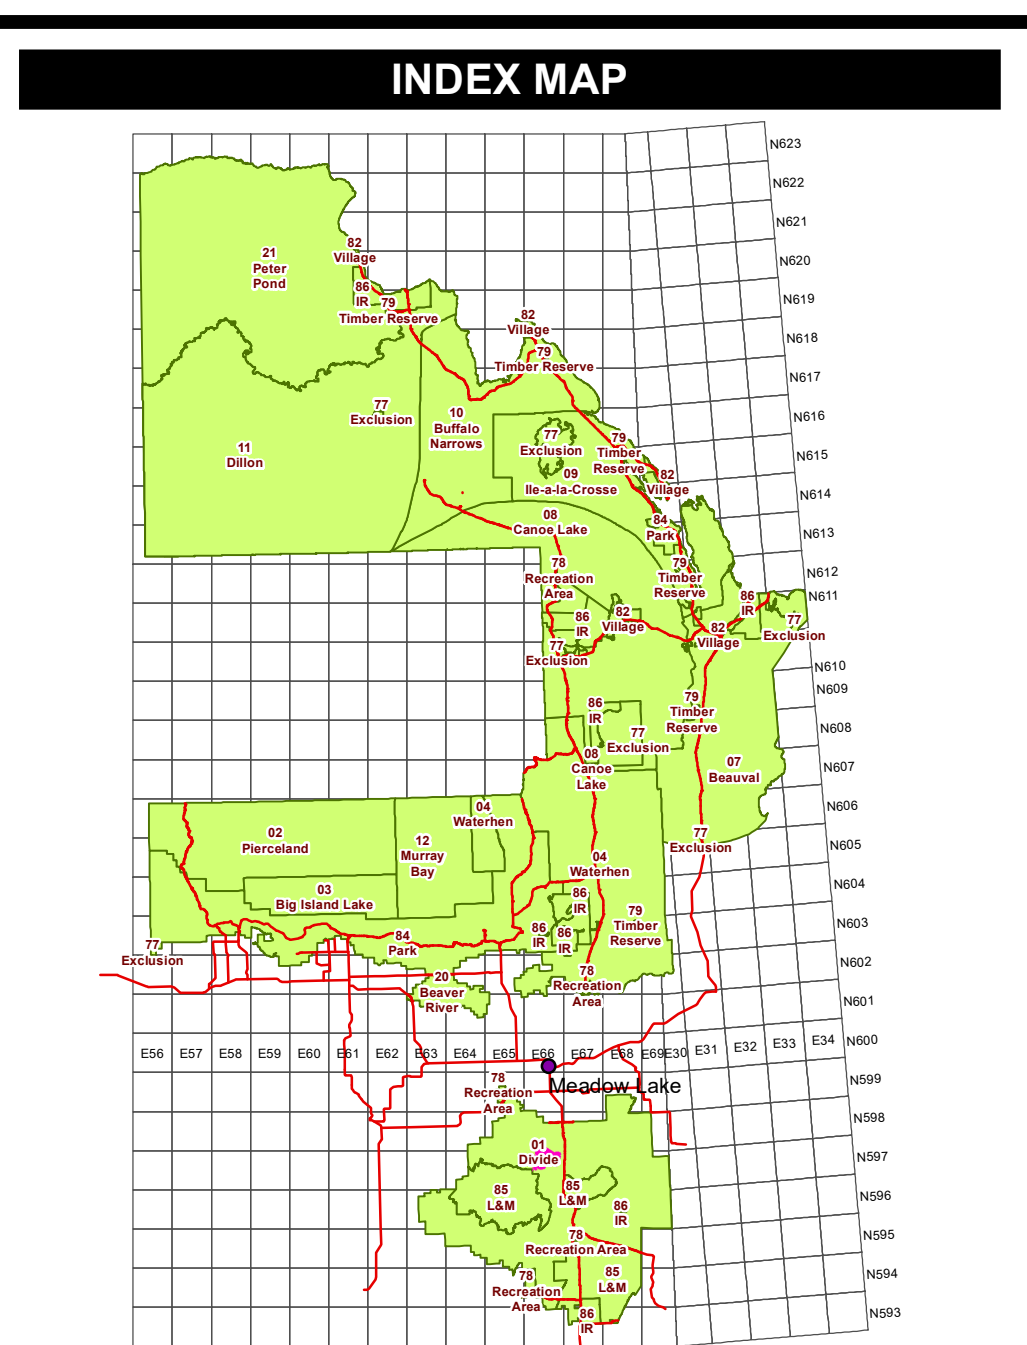 INDEX MAP
N623
N622
N621
N620
N619
N618
N617
N616
N615
N614
N613
N612
N611
N610
N609
N608
N607
N606
N605
N604
N603
N602
N601
N600
N599
N598
N597
N596
N595
N594
N593
21
Peter
Pond
82
Village
86
IR
79
Timber Reserve
82
Village
79
Timber Reserve
77
Exclusion
10
Buffalo
Narrows
11
Dillon
77
Exclusion
79
Timber
Reserve
09
Ile-a-la-Crosse
82
Village
08
Canoe Lake
84
Park
78
Recreation
Area
79
Timber
Reserve
86
IR
82
Village
86
IR
77
Exclusion
82
Village
77
Exclusion
86
IR
79
Timber
Reserve
77
Exclusion
08
Canoe
Lake
07
Beauval
04
Waterhen
02
Pierceland
12
Murray
Bay
77
Exclusion
04
Waterhen
03
Big Island Lake
86
IR
79
Timber
Reserve
86
IR
86
IR
84
Park
77
Exclusion
78
Recreation
Area
20
Beaver
River
E56 E57 E58 E59 E60 E61 E62 E63 E64 E65 E66 E67 E68 E69 E30 E31 E32 E33 E34
Meadow Lake
78
Recreation
Area
01
Divide
85
L&M
85
L&M
86
IR
78
Recreation Area
78
Recreation
Area
85
L&M
86
IR